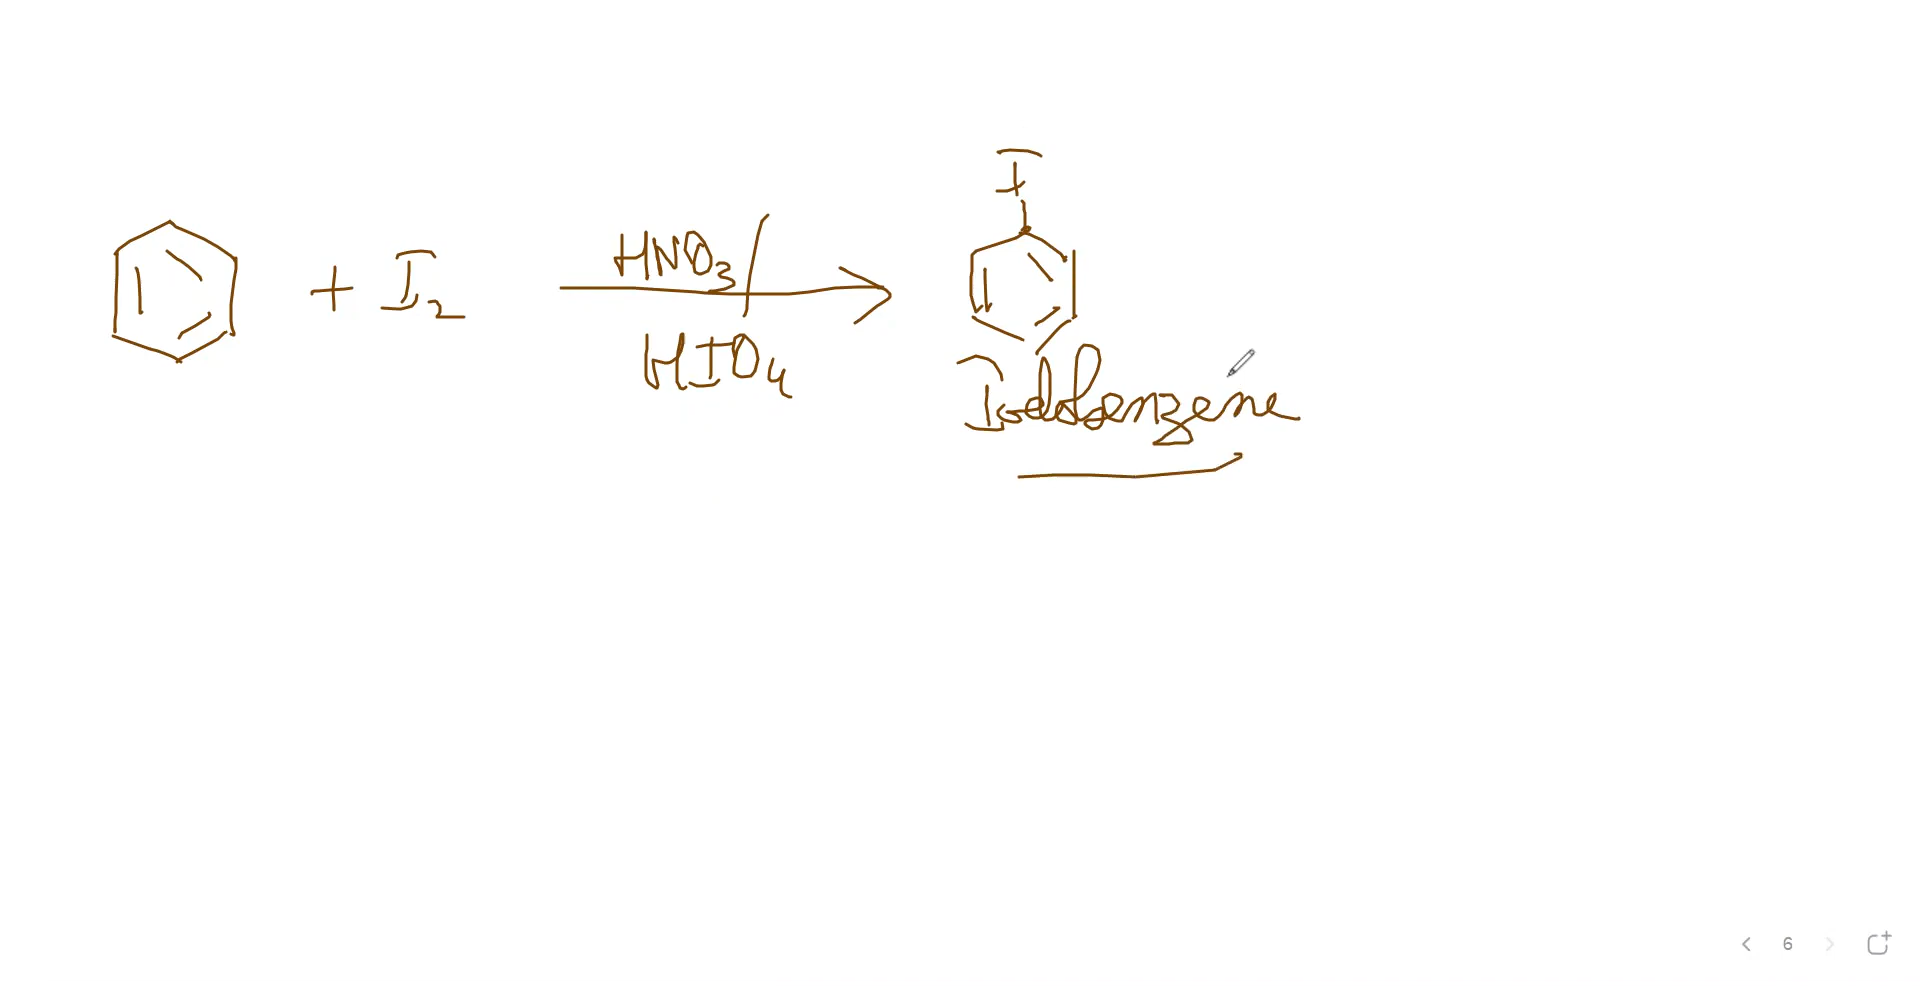 I
+ I₂ HNO₃/
HIO₄
Iodobenzene
6